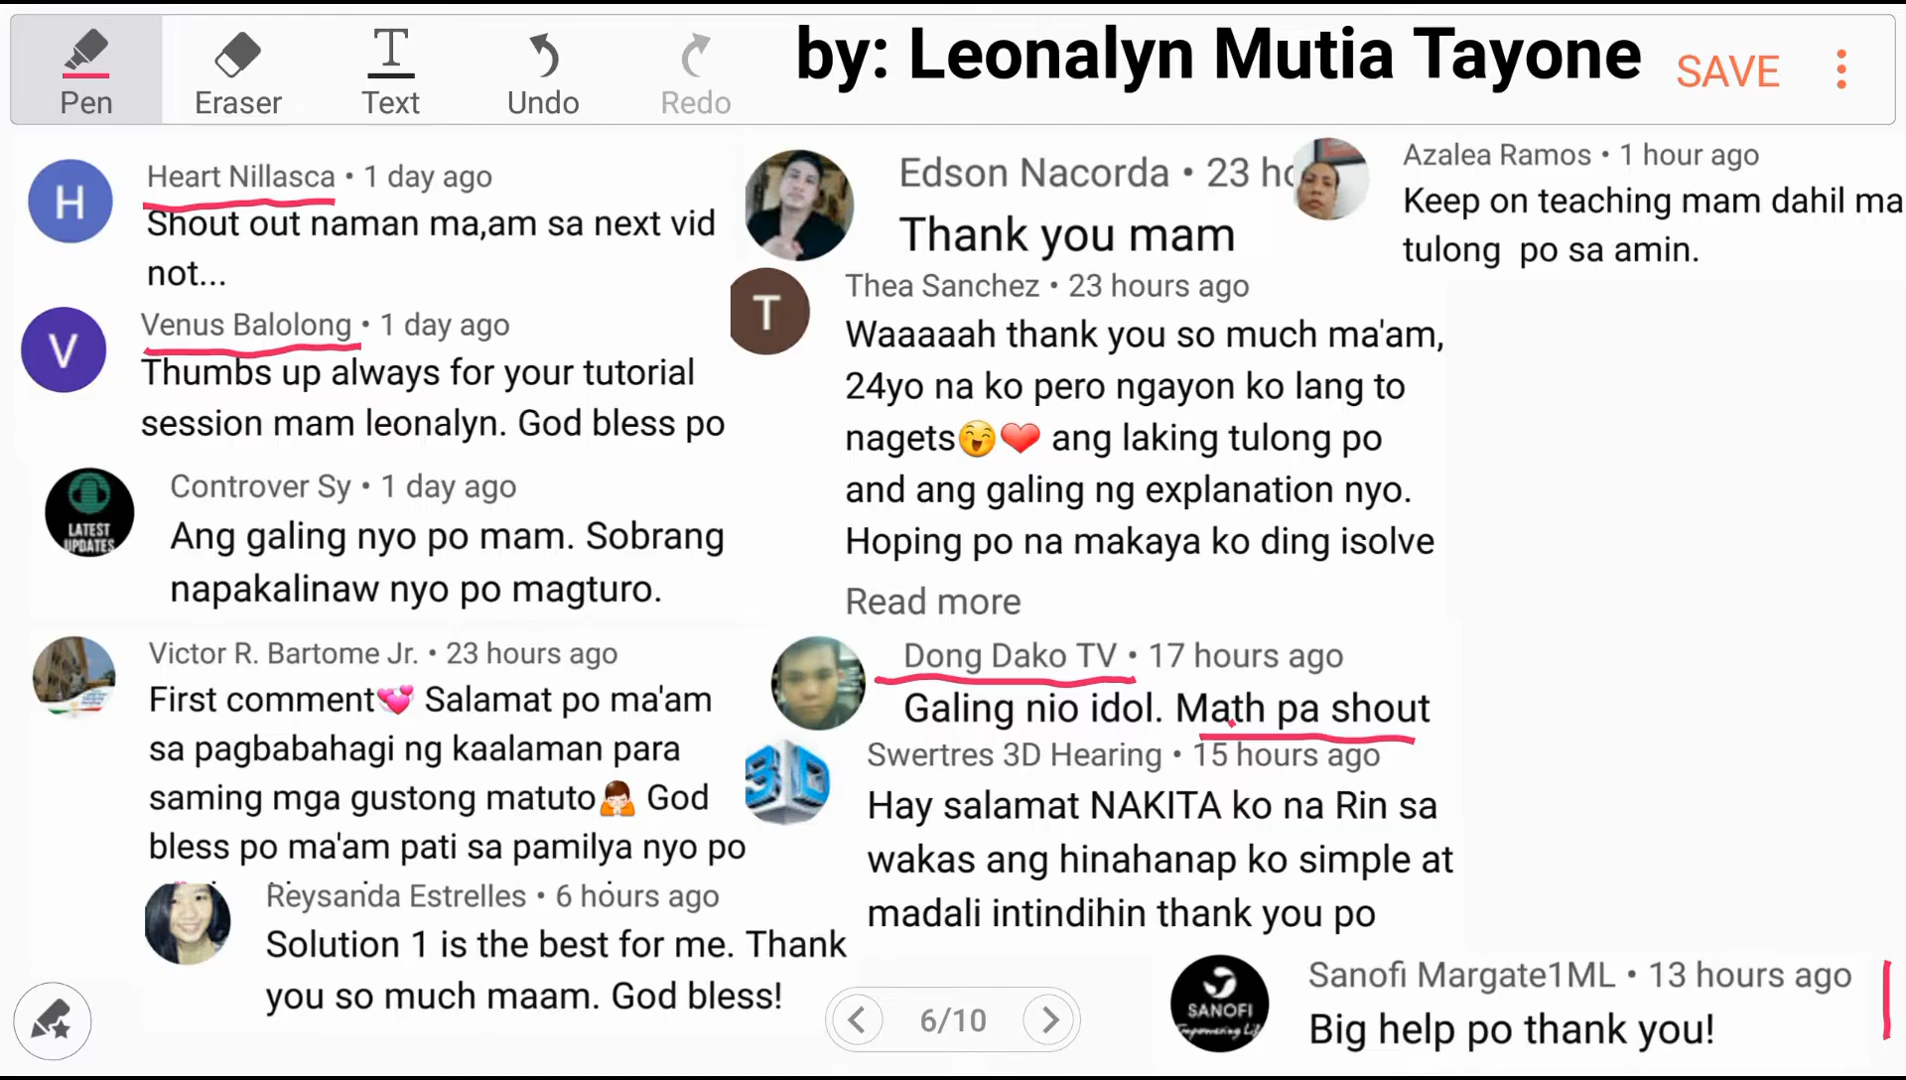 Pen
Eraser
Text
Undo
Redo
by: Leonalyn Mutia Tayone
SAVE
H
Heart Nillasca • 1 day ago
Shout out naman ma,am sa next vid
not...
V
Venus Balolong • 1 day ago
Thumbs up always for your tutorial
session mam leonalyn. God bless po
LATEST
UPDATES
Controver Sy • 1 day ago
Ang galing nyo po mam. Sobrang
napakalinaw nyo po magturo.
Victor R. Bartome Jr. • 23 hours ago
First comment💞 Salamat po ma'am
sa pagbabahagi ng kaalaman para
saming mga gustong matuto🙏 God
bless po ma'am pati sa pamilya nyo po
Reysanda Estrelles • 6 hours ago
Solution 1 is the best for me. Thank
you so much maam. God bless!
Edson Nacorda • 23 ho
Thank you mam
T
Thea Sanchez • 23 hours ago
Waaaaah thank you so much ma'am,
24yo na ko pero ngayon ko lang to
nagets😄❤️ ang laking tulong po
and ang galing ng explanation nyo.
Hoping po na makaya ko ding isolve
Read more
Dong Dako TV • 17 hours ago
Galing nio idol. Math pa shout
3D
Swertres 3D Hearing • 15 hours ago
Hay salamat NAKITA ko na Rin sa
wakas ang hinahanap ko simple at
madali intindihin thank you po
Azalea Ramos • 1 hour ago
Keep on teaching mam dahil ma
tulong po sa amin.
SANOFI
Empowering Life
Sanofi Margate1ML • 13 hours ago
Big help po thank you!
6/10